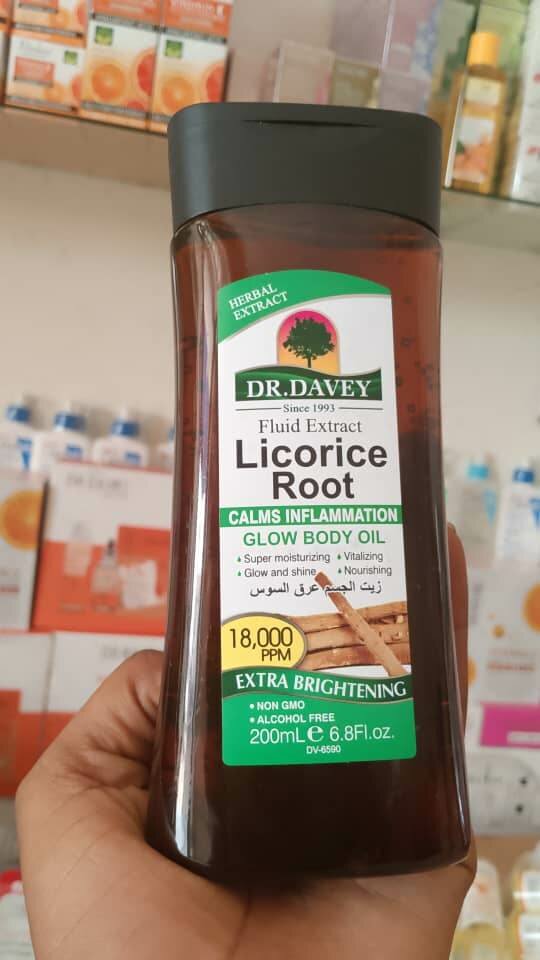 HERBAL
EXTRACT
DR.DAVEY
Since 1993
Fluid Extract
Licorice
Root
CALMS INFLAMMATION
GLOW BODY OIL
Super moisturizing
Vitalizing
Glow and shine
Nourishing
زيت الجسم عرق السوس
18,000
PPM
EXTRA BRIGHTENING
• NON GMO
• ALCOHOL FREE
200mL e 6.8Fl.oz.
DV-6590